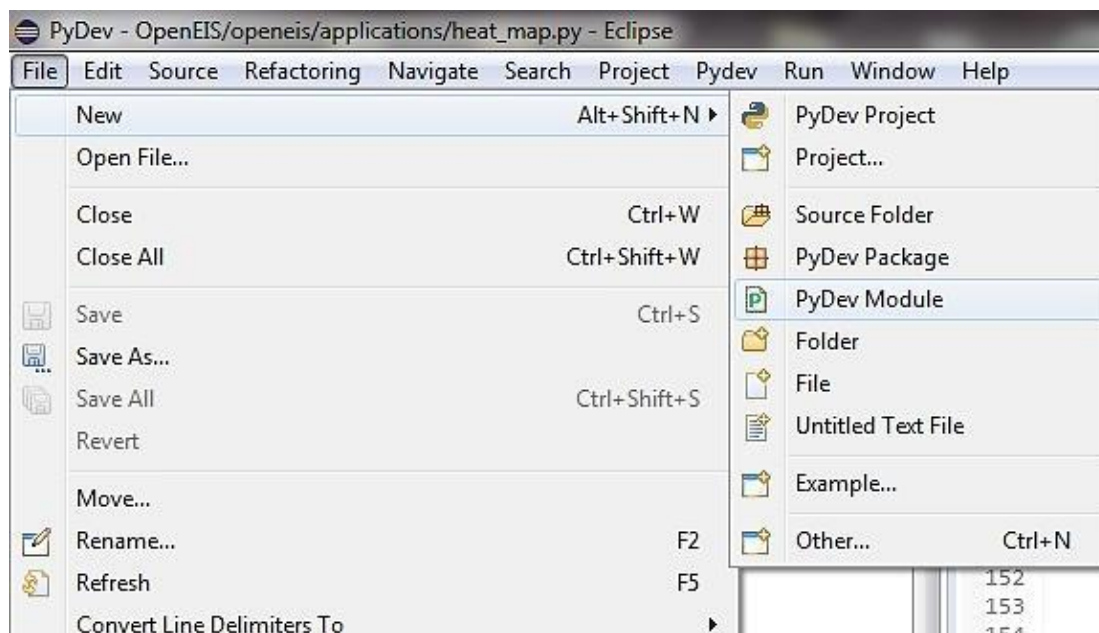 PyDev - OpenEIS/openeis/applications/heat_map.py - Eclipse
File Edit Source Refactoring Navigate Search Project Pydev Run Window Help
New Alt+Shift+N
Open File...
Close Ctrl+W
Close All Ctrl+Shift+W
Save Ctrl+S
Save As...
Save All Ctrl+Shift+S
Revert
Move...
Rename... F2
Refresh F5
Convert Line Delimiters To
PyDev Project
Project...
Source Folder
PyDev Package
PyDev Module
Folder
File
Untitled Text File
Example...
Other... Ctrl+N
152
153
154